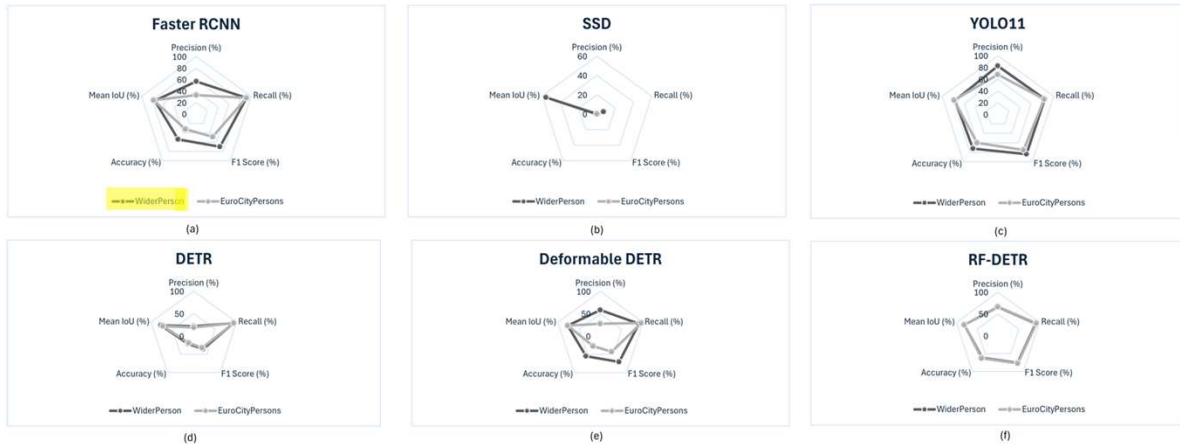 Faster RCNN
Precision (%)
100
80
60
40
20
0
Mean IoU (%)
Recall (%)
Accuracy (%)
F1 Score (%)
WiderPerson
EuroCityPersons
(a)
SSD
Precision (%)
60
40
20
0
Mean IoU (%)
Recall (%)
Accuracy (%)
F1 Score (%)
WiderPerson
EuroCityPersons
(b)
YOLO11
Precision (%)
100
80
60
40
20
0
Mean IoU (%)
Recall (%)
Accuracy (%)
F1 Score (%)
WiderPerson
EuroCityPersons
(c)
DETR
Precision (%)
100
50
0
Mean IoU (%)
Recall (%)
Accuracy (%)
F1 Score (%)
WiderPerson
EuroCityPersons
(d)
Deformable DETR
Precision (%)
100
50
0
Mean IoU (%)
Recall (%)
Accuracy (%)
F1 Score (%)
WiderPerson
EuroCityPersons
(e)
RF-DETR
Precision (%)
100
50
0
Mean IoU (%)
Recall (%)
Accuracy (%)
F1 Score (%)
WiderPerson
EuroCityPersons
(f)